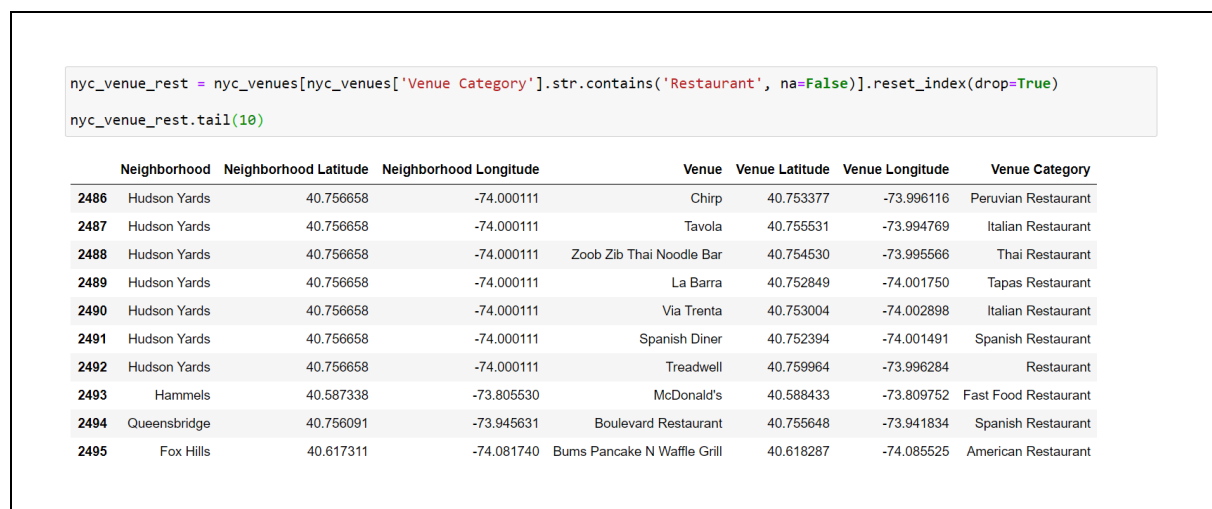 nyc_venue_rest = nyc_venues[nyc_venues['Venue Category'].str.contains('Restaurant', na=False)].reset_index(drop=True)
nyc_venue_rest.tail(10)
Neighborhood Neighborhood Latitude Neighborhood Longitude Venue Venue Latitude Venue Longitude Venue Category
2486 Hudson Yards 40.756658 -74.000111 Chirp 40.753377 -73.996116 Peruvian Restaurant
2487 Hudson Yards 40.756658 -74.000111 Tavola 40.755531 -73.994769 Italian Restaurant
2488 Hudson Yards 40.756658 -74.000111 Zoob Zib Thai Noodle Bar 40.754530 -73.995566 Thai Restaurant
2489 Hudson Yards 40.756658 -74.000111 La Barra 40.752849 -74.001750 Tapas Restaurant
2490 Hudson Yards 40.756658 -74.000111 Via Trenta 40.753004 -74.002898 Italian Restaurant
2491 Hudson Yards 40.756658 -74.000111 Spanish Diner 40.752394 -74.001491 Spanish Restaurant
2492 Hudson Yards 40.756658 -74.000111 Treadwell 40.759964 -73.996284 Restaurant
2493 Hammels 40.587338 -73.805530 McDonald's 40.588433 -73.809752 Fast Food Restaurant
2494 Queensbridge 40.756091 -73.945631 Boulevard Restaurant 40.755648 -73.941834 Spanish Restaurant
2495 Fox Hills 40.617311 -74.081740 Bums Pancake N Waffle Grill 40.618287 -74.085525 American Restaurant